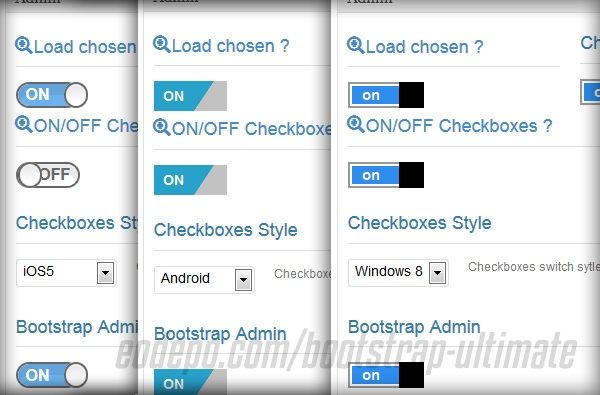 Admin
Load chosen
ON
ON/OFF Che
OFF
Checkboxes Sty
iOS5
Bootstrap Admi
ON
Admin
Load chosen ?
ON
ON/OFF Checkboxes
ON
Checkboxes Style
Android
Checkboxe
Bootstrap Admin
ON
Admin
Load chosen ?
on
ON/OFF Checkboxes ?
on
Checkboxes Style
Windows 8
Checkboxes switch sytle
Bootstrap Admin
on
Ch
eodepo.com/bootstrap-ultimate